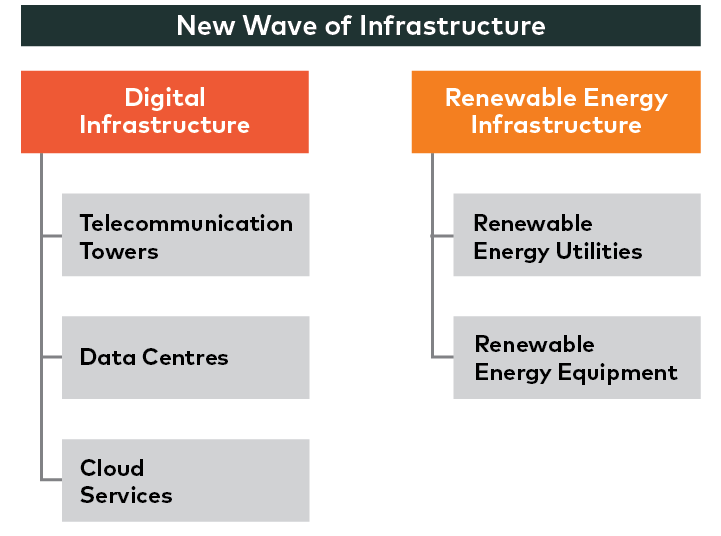 New Wave of Infrastructure
Digital
Infrastructure
Telecommunication
Towers
Data Centres
Cloud
Services
Renewable Energy
Infrastructure
Renewable
Energy Utilities
Renewable
Energy Equipment